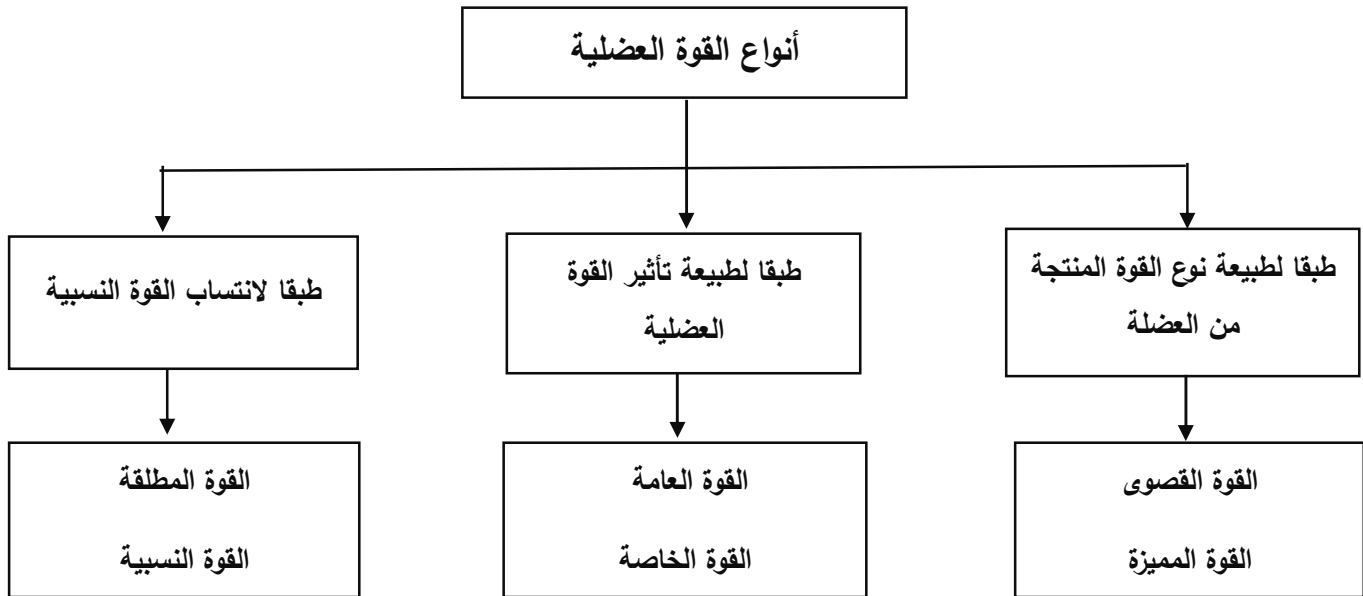 أنواع القوة العضلية
طبقا لطبيعة نوع القوة المنتجة
من العضلة
طبقا لطبيعة تأثير القوة
العضلية
طبقا لانتساب القوة النسبية
القوة القصوى
القوة المميزة
القوة العامة
القوة الخاصة
القوة المطلقة
القوة النسبية